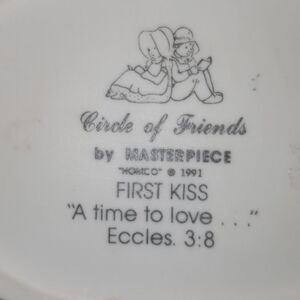 Circle of Friends
by MASTERPIECE
"HOMCO" © 1991
FIRST KISS
"A time to love . . ."
Eccles. 3:8